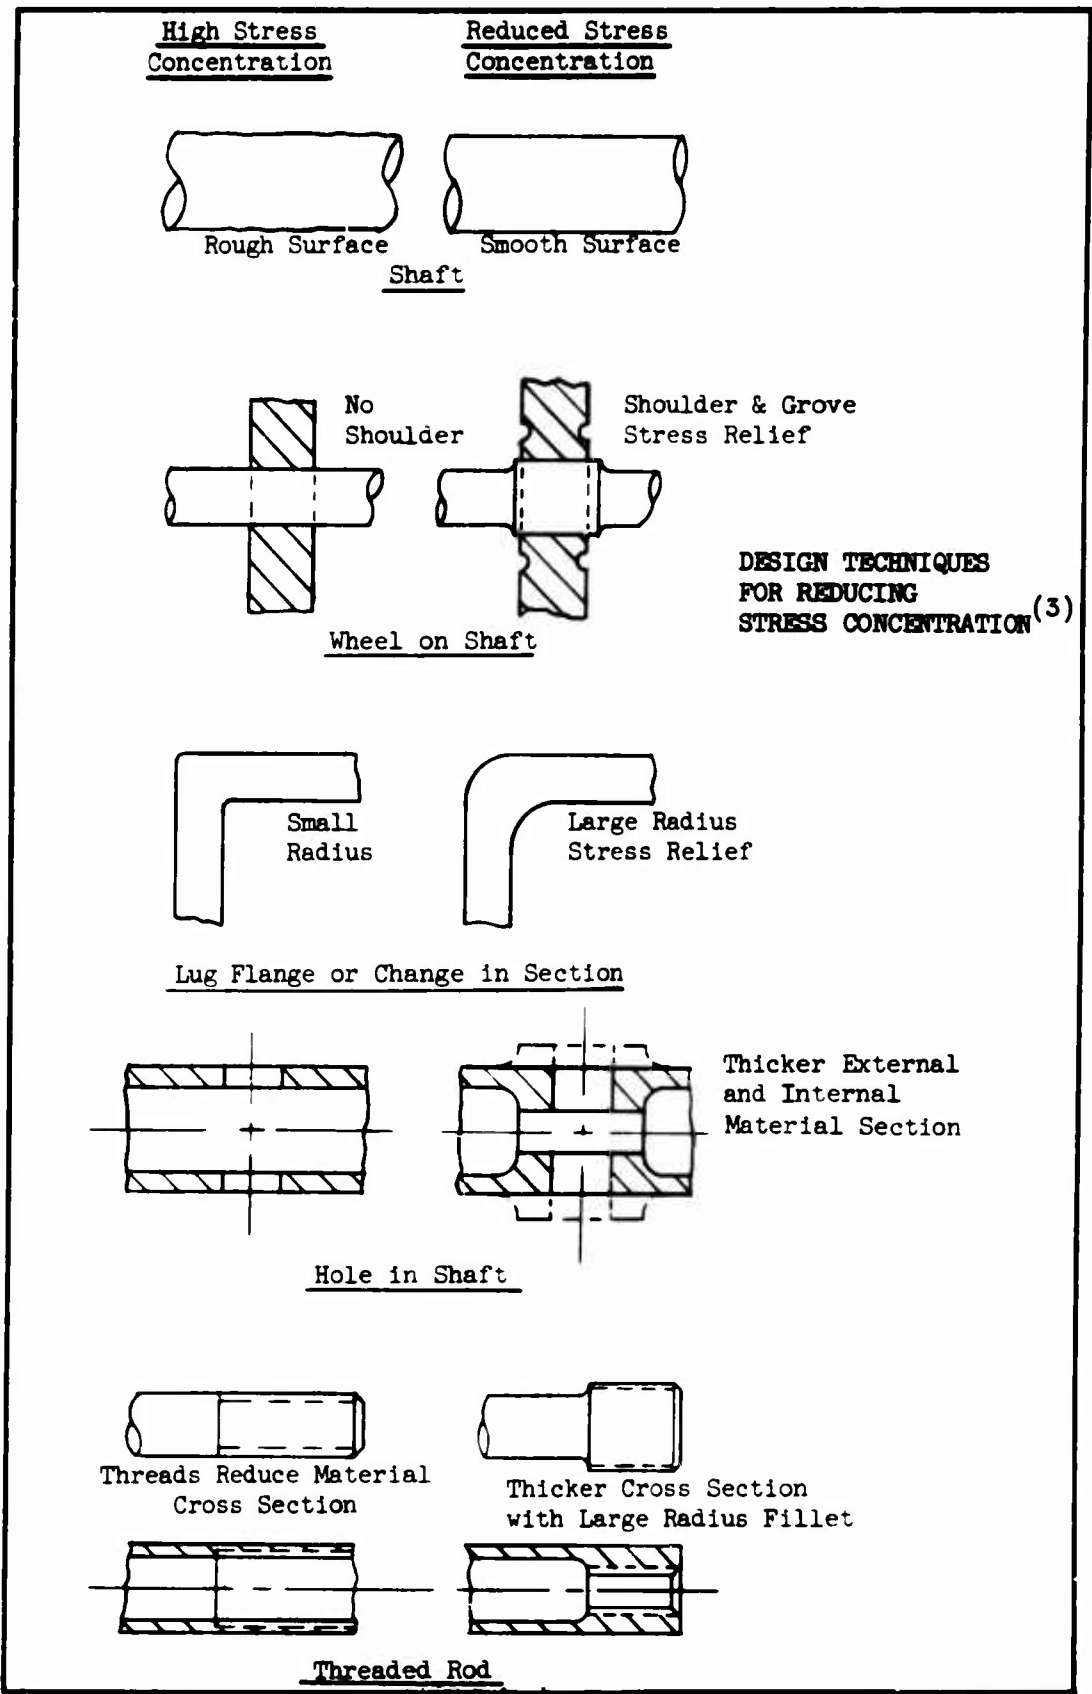 High Stress
Concentration
Reduced Stress
Concentration
Rough Surface
Smooth Surface
Shaft
No
Shoulder
Shoulder & Grove
Stress Relief
DESIGN TECHNIQUES
FOR REDUCING
STRESS CONCENTRATION(3)
Wheel on Shaft
Small
Radius
Large Radius
Stress Relief
Lug Flange or Change in Section
Thicker External
and Internal
Material Section
Hole in Shaft
Threads Reduce Material
Cross Section
Thicker Cross Section
with Large Radius Fillet
Threaded Rod